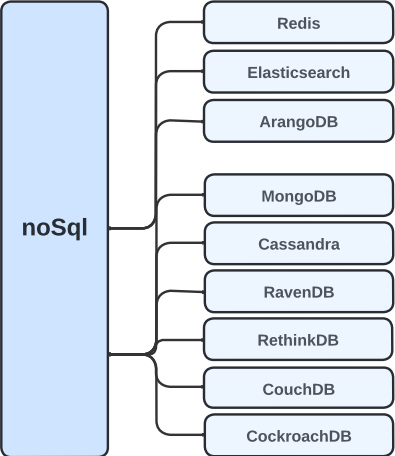 noSql
Redis
Elasticsearch
ArangoDB
MongoDB
Cassandra
RavenDB
RethinkDB
CouchDB
CockroachDB